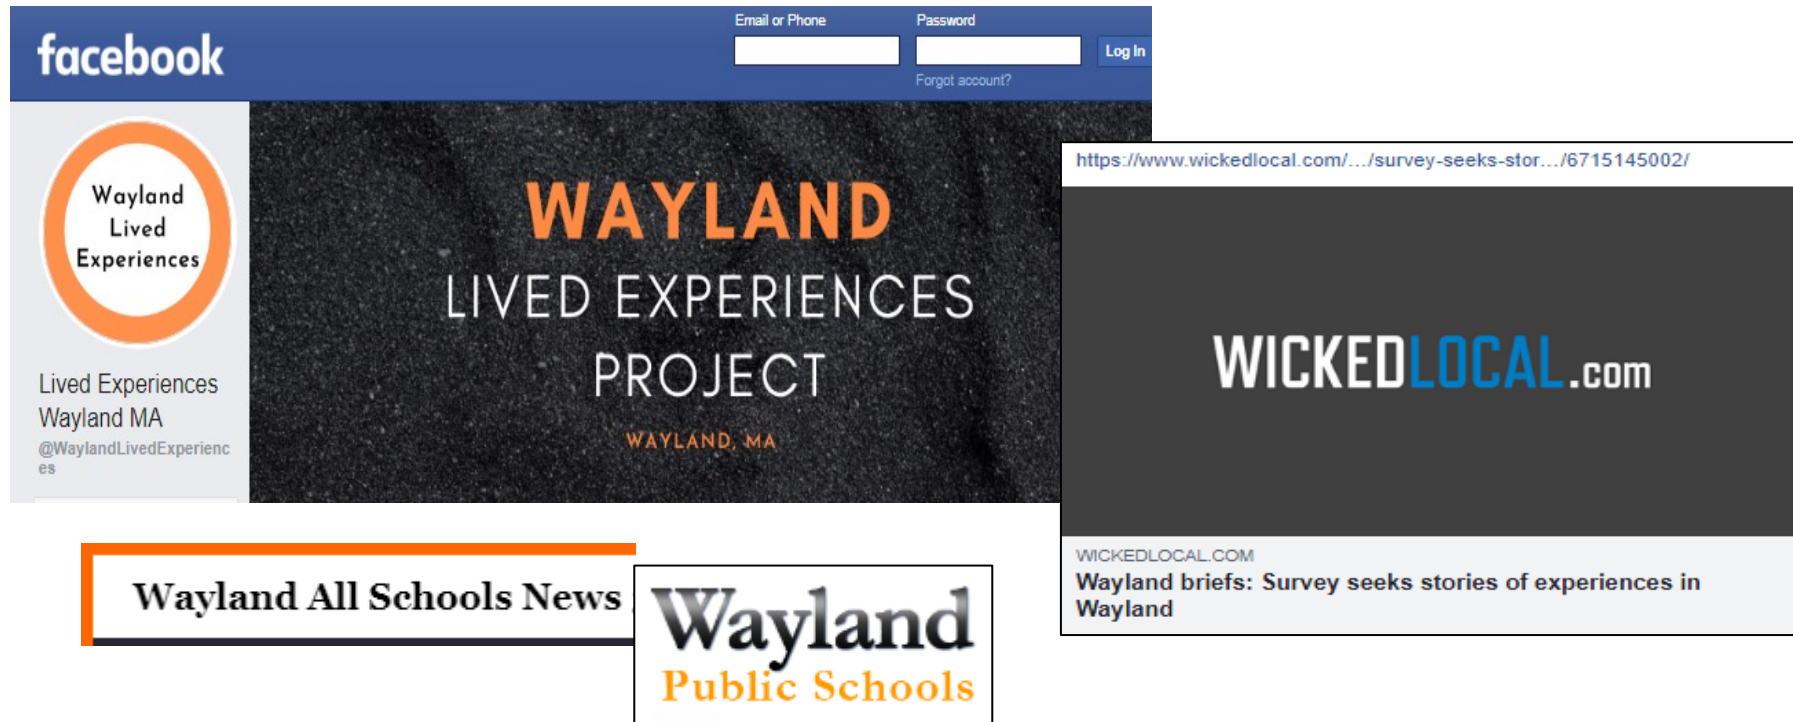 facebook
Email or Phone
Password
Log In
Forgot account?
Wayland
Lived
Experiences
Lived Experiences
Wayland MA
@WaylandLivedExperienc
es
WAYLAND
LIVED EXPERIENCES
PROJECT
WAYLAND, MA
https://www.wickedlocal.com/.../survey-seeks-stor.../6715145002/
WICKEDLOCAL.com
WICKEDLOCAL.COM
Wayland briefs: Survey seeks stories of experiences in
Wayland
Wayland All Schools News
Wayland
Public Schools